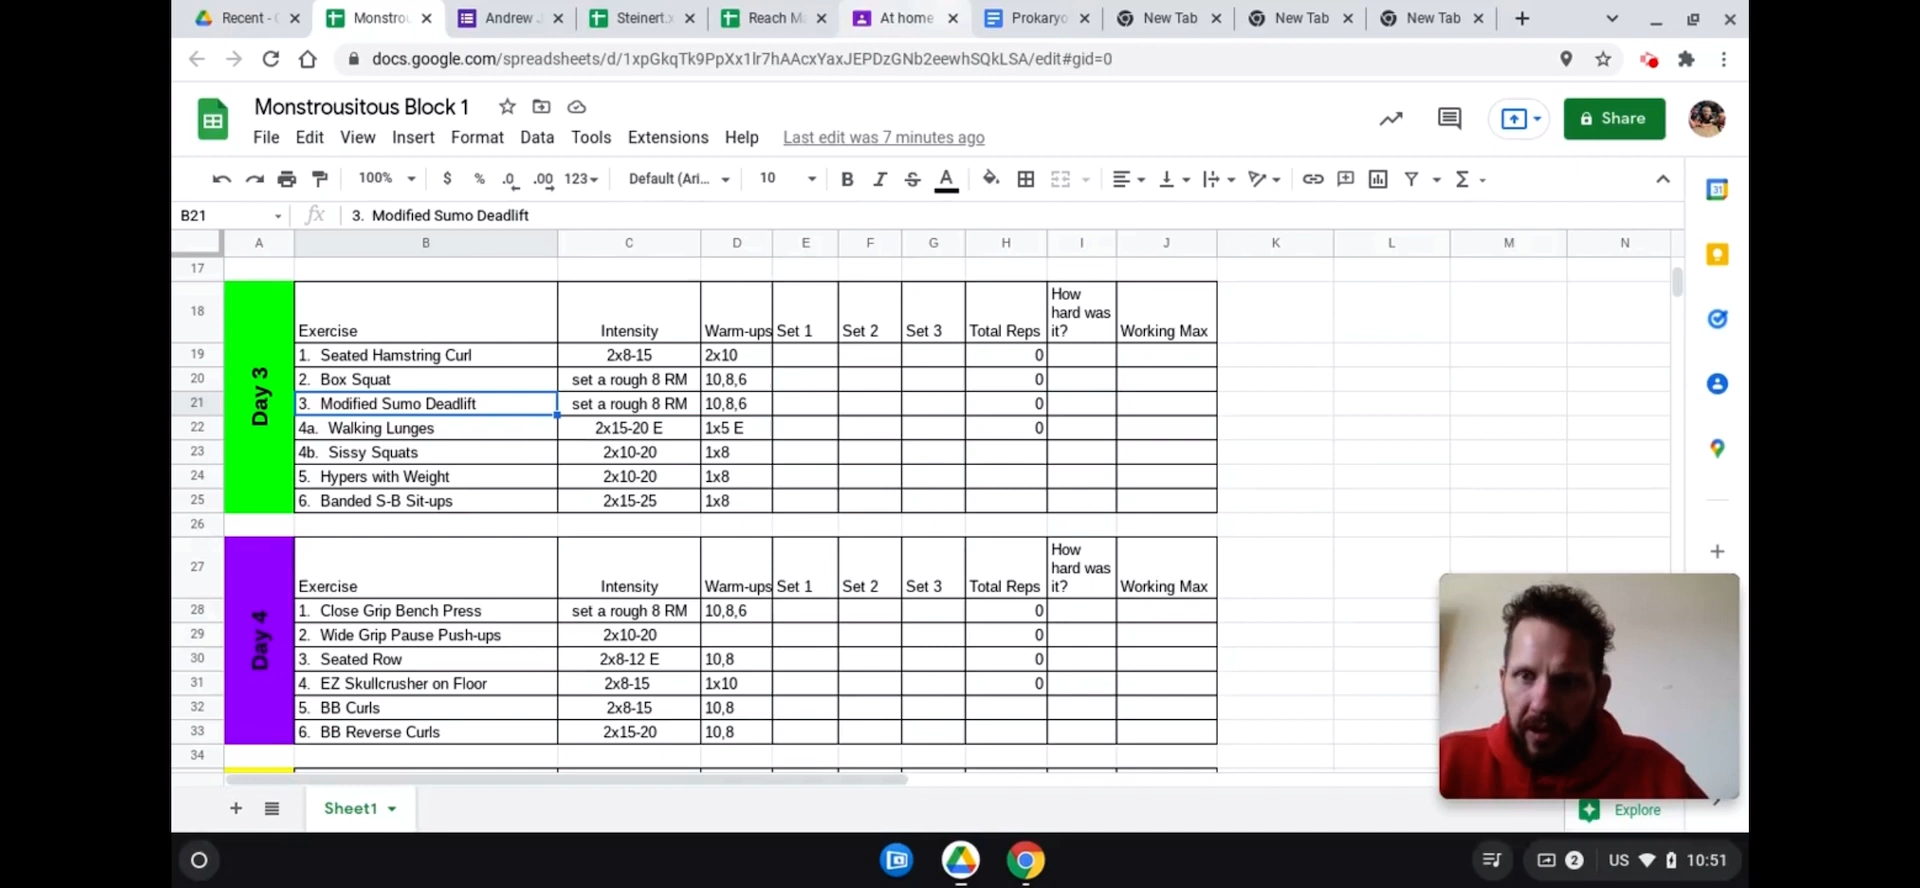 Recent - Monstrou Andrew Steinert.x Reach M At home Prokaryo New Tab New Tab New Tab
docs.google.com/spreadsheets/d/1xpGkqTk9PpXx1lr7hAAcxYaxJEPDzGNb2eewhSQkLSA/edit#gid=0
Monstrousitous Block 1
Share
File Edit View Insert Format Data Tools Extensions Help Last edit was 7 minutes ago
100% $ % .0 .00 123 Default (Ari... 10 B I S A
B21 fx 3. Modified Sumo Deadlift
A B C D E F G H I J K L M N
17
18 Exercise Intensity Warm-ups Set 1 Set 2 Set 3 Total Reps How hard was it? Working Max
Day 3
19 1. Seated Hamstring Curl 2x8-15 2x10 0
20 2. Box Squat set a rough 8 RM 10,8,6 0
21 3. Modified Sumo Deadlift set a rough 8 RM 10,8,6 0
22 4a. Walking Lunges 2x15-20 E 1x5 E 0
23 4b. Sissy Squats 2x10-20 1x8
24 5. Hypers with Weight 2x10-20 1x8
25 6. Banded S-B Sit-ups 2x15-25 1x8
26
27 Exercise Intensity Warm-ups Set 1 Set 2 Set 3 Total Reps How hard was it? Working Max
Day 4
28 1. Close Grip Bench Press set a rough 8 RM 10,8,6 0
29 2. Wide Grip Pause Push-ups 2x10-20 0
30 3. Seated Row 2x8-12 E 10,8 0
31 4. EZ Skullcrusher on Floor 2x8-15 1x10 0
32 5. BB Curls 2x8-15 10,8
33 6. BB Reverse Curls 2x15-20 10,8
34
Sheet1
Explore
2 US 10:51